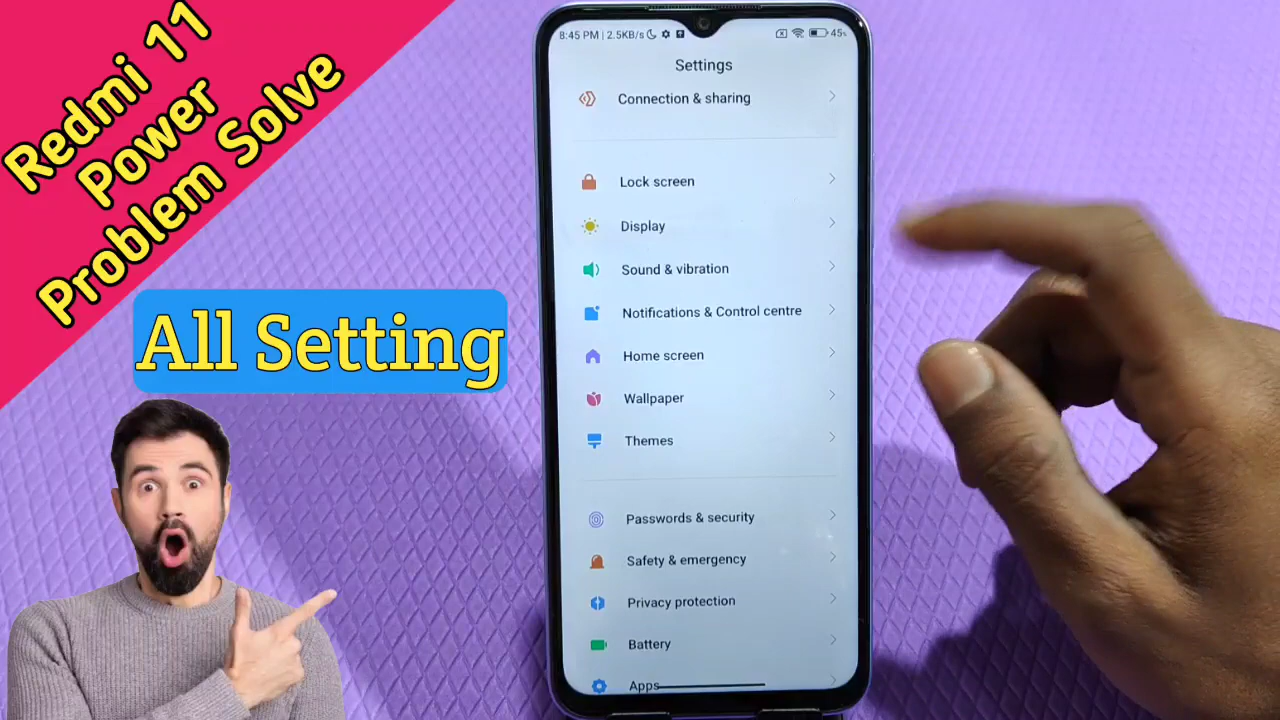 Redmi 11
Power
Problem Solve
All Setting
8:45 PM | 2.5KB/s
45%
Settings
Connection & sharing
Lock screen
Display
Sound & vibration
Notifications & Control centre
Home screen
Wallpaper
Themes
Passwords & security
Safety & emergency
Privacy protection
Battery
Apps